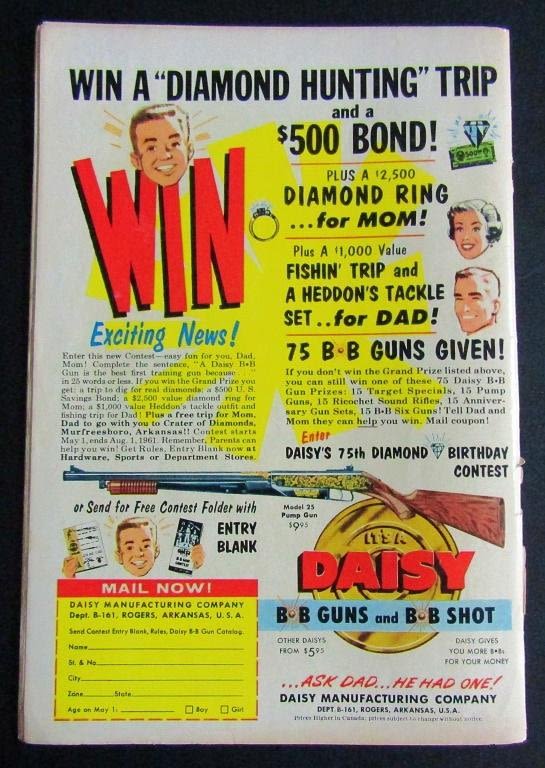 WIN A "DIAMOND HUNTING" TRIP
and a
$500 BOND!
$500
WIN
PLUS A $2,500
DIAMOND RING
...for MOM!
Plus A $1,000 Value
FISHIN' TRIP and
A HEDDON'S TACKLE
SET..for DAD!
Exciting News!
Enter this new Contest—easy fun for you, Dad,
Mom! Complete the sentence, "A Daisy B•B
Gun is the best first training gun because. . ."
in 25 words or less. If you win the Grand Prize you
get: a trip to dig for real diamonds; a $500 U. S.
Savings Bond; a $2,500 value diamond ring for
Mom; a $1,000 value Heddon's tackle outfit and
fishing-trip for Dad! Plus a free trip for Mom,
Dad to go with you to Crater of Diamonds,
Murfreesboro, Arkansas!! Contest starts
May 1, ends Aug. 1, 1961. Remember, Parents can
help you win! Get Rules, Entry Blank now at
Hardware, Sports or Department Stores.
75 B•B GUNS GIVEN!
If you don't win the Grand Prize listed above,
you can still win one of these 75 Daisy B•B
Gun Prizes: 15 Target Specials, 15 Pump
Guns, 15 Ricochet Sound Rifles, 15 Anniver-
sary Gun Sets, 15 B•B Six Guns! Tell Dad and
Mom they can help you win. Mail coupon!
Enter
DAISY'S 75th DIAMOND BIRTHDAY
CONTEST
or Send for Free Contest Folder with
ENTRY
BLANK
Model 25
Pump Gun
$9.95
IT'S A
DAISY
B•B GUNS and B•B SHOT
OTHER DAISYS
FROM $5.95
DAISY GIVES
YOU MORE B•Bs
FOR YOUR MONEY
...ASK DAD...HE HAD ONE!
DAISY MANUFACTURING COMPANY
DEPT. B-161, ROGERS, ARKANSAS, U.S.A.
Prices Higher in Canada; prices subject to change without notice.
MAIL NOW!
DAISY MANUFACTURING COMPANY
Dept. B-161, ROGERS, ARKANSAS, U.S.A.
Send Contest Entry Blank, Rules, Daisy B•B Gun Catalog.
Name
St. & No.
City
Zone State
Age on May 1: Boy Girl